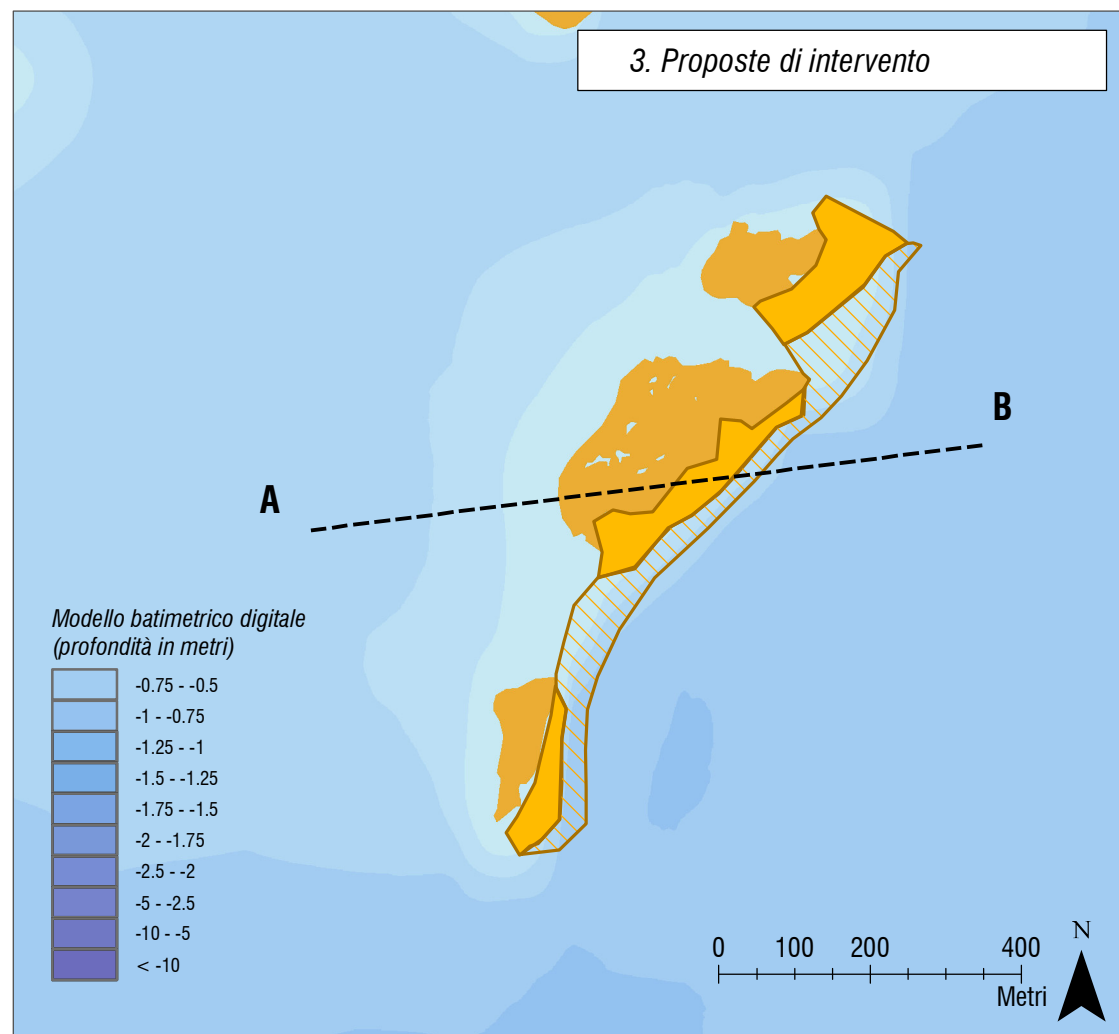 3. Proposte di intervento
B
A
Modello batimetrico digitale
(profondità in metri)
-0.75 - -0.5
-1 - -0.75
-1.25 - -1
-1.5 - -1.25
-1.75 - -1.5
-2 - -1.75
-2.5 - -2
-5 - -2.5
-10 - -5
< -10
0 100 200 400
Metri
N